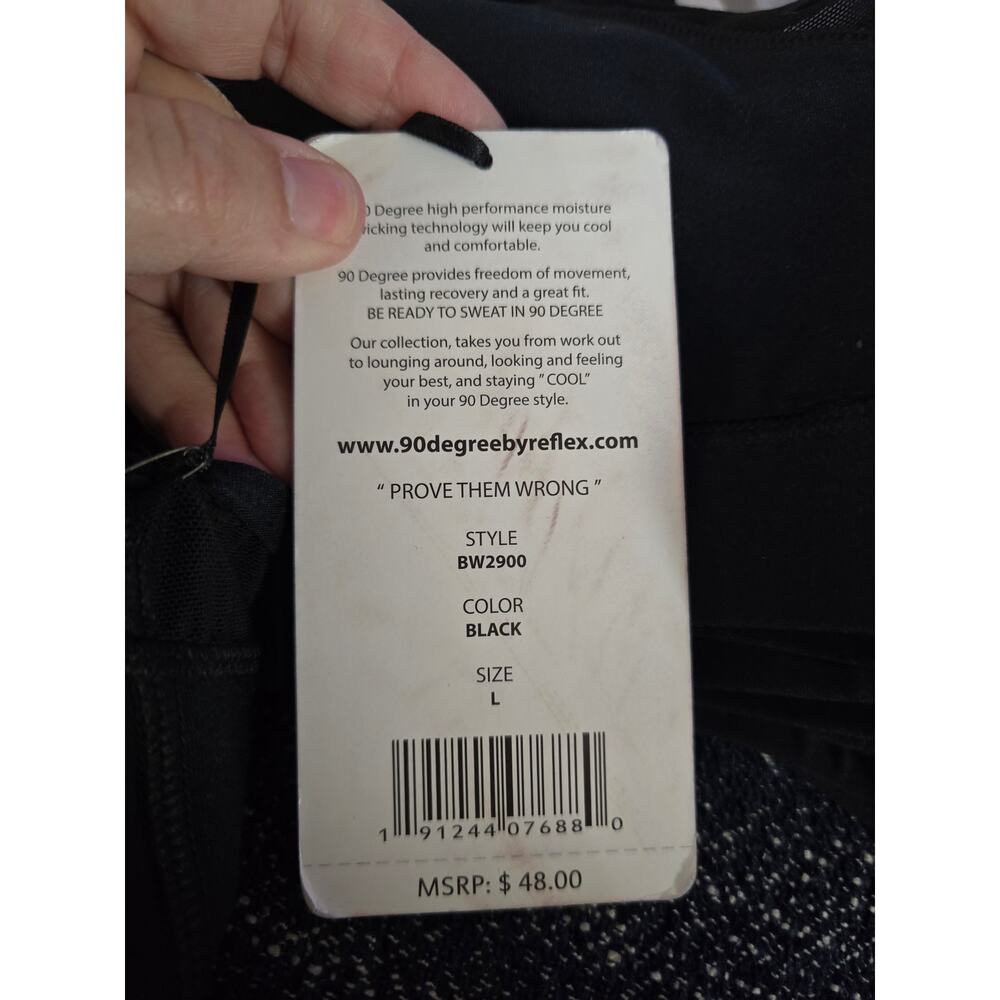 Degree high performance moisture
technology will keep you cool
and comfortable.
90 Degree provides freedom of movement,
lasting recovery and a great fit.
BE READY TO SWEAT IN 90 DEGREE
Our collection, takes you from work out
to lounging around, looking and feeling
your best, and staying "COOL"
in your 90 Degree style.
www.90degreebyreflex.com
" PROVE THEM WRONG "
STYLE
BW2900
COLOR
BLACK
SIZE
L
1 91244 07688 0
MSRP: $ 48.00